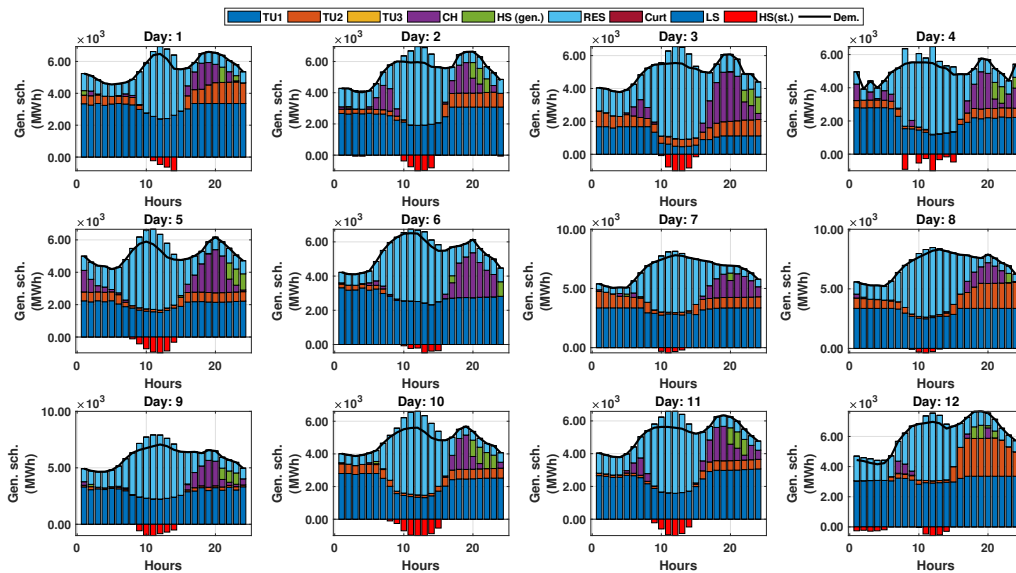 TU1 TU2 TU3 CH HS (gen.) RES Curt LS HS(st.) Dem.
×10³ Day: 1 ×10³ Day: 2 ×10³ Day: 3 ×10³ Day: 4
6.00 6.00 6.00 6.00
4.00 4.00 4.00 4.00
2.00 2.00 2.00 2.00
0.00 0.00 0.00 0.00
Gen. sch. Gen. sch. Gen. sch. Gen. sch.
(MWh) (MWh) (MWh) (MWh)
0 10 20 0 10 20 0 10 20 0 10 20
Hours Hours Hours Hours
×10³ Day: 5 ×10³ Day: 6 ×10³ Day: 7 ×10³ Day: 8
6.00 6.00 10.00 10.00
4.00 4.00 5.00 5.00
2.00 2.00 0.00 0.00
0.00 0.00
Gen. sch. Gen. sch. Gen. sch. Gen. sch.
(MWh) (MWh) (MWh) (MWh)
0 10 20 0 10 20 0 10 20 0 10 20
Hours Hours Hours Hours
×10³ Day: 9 ×10³ Day: 10 ×10³ Day: 11 ×10³ Day: 12
10.00 6.00 6.00 6.00
5.00 4.00 4.00 4.00
0.00 2.00 2.00 2.00
0.00 0.00 0.00
Gen. sch. Gen. sch. Gen. sch. Gen. sch.
(MWh) (MWh) (MWh) (MWh)
0 10 20 0 10 20 0 10 20 0 10 20
Hours Hours Hours Hours